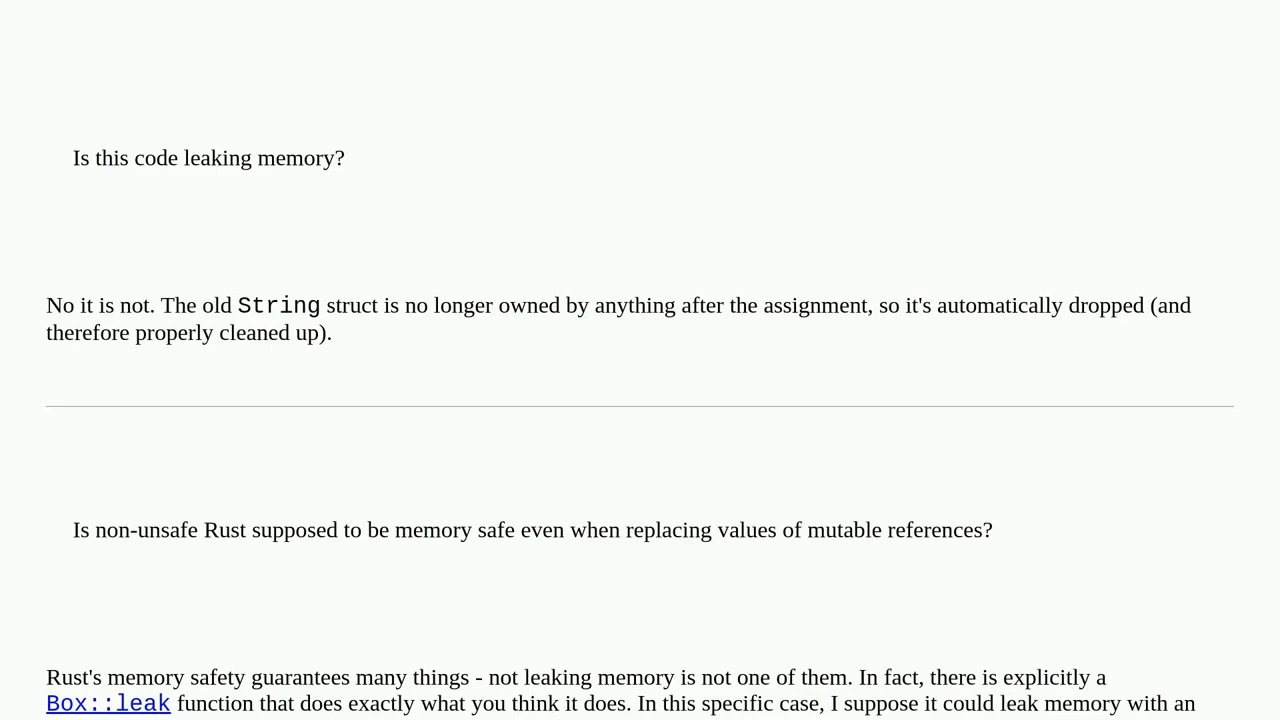 Is this code leaking memory?
No it is not. The old String struct is no longer owned by anything after the assignment, so it's automatically dropped (and
therefore properly cleaned up).
Is non-unsafe Rust supposed to be memory safe even when replacing values of mutable references?
Rust's memory safety guarantees many things - not leaking memory is not one of them. In fact, there is explicitly a
Box::leak function that does exactly what you think it does. In this specific case, I suppose it could leak memory with an